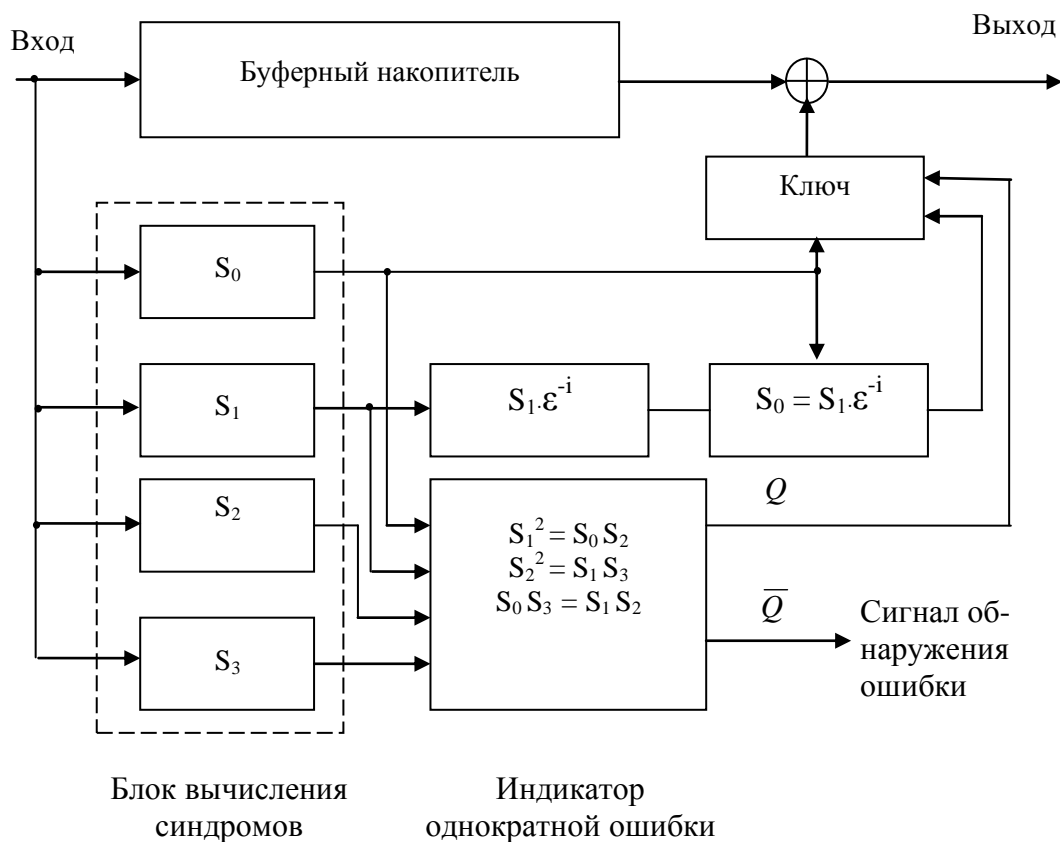 Вход
Выход
Буферный накопитель
Ключ
S₀
S₁
S₁.ε⁻ⁱ
S₀ = S₁.ε⁻ⁱ
S₂
S₁² = S₀ S₂
S₂² = S₁ S₃
S₀ S₃ = S₁ S₂
Q
Q̅
Сигнал об-
наружения
ошибки
S₃
Блок вычисления
синдромов
Индикатор
однократной ошибки